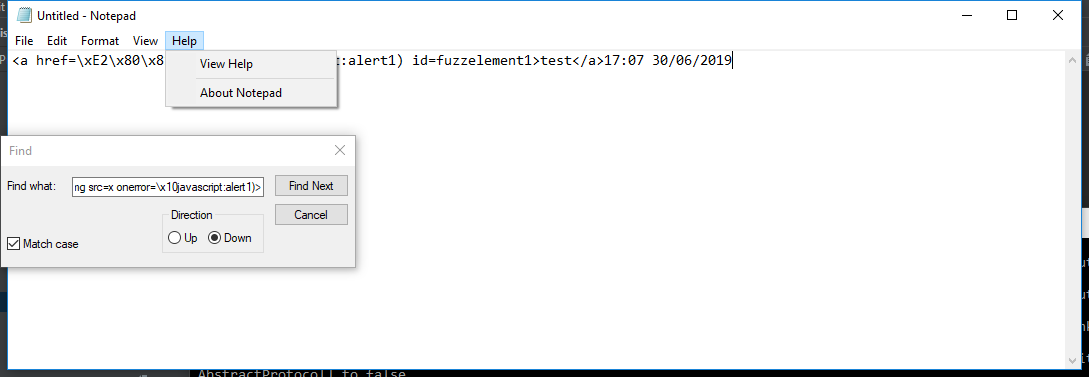 Untitled - Notepad
File Edit Format View Help
<a href=\xE2\x80\x8 :alert1) id=fuzzelement1>test</a>17:07 30/06/2019
View Help
About Notepad
Find
Find what: ng src=x onerror=\x10javascript:alert1)> Find Next
Cancel
Direction
Up Down
Match case
AbstractProtocol] to false